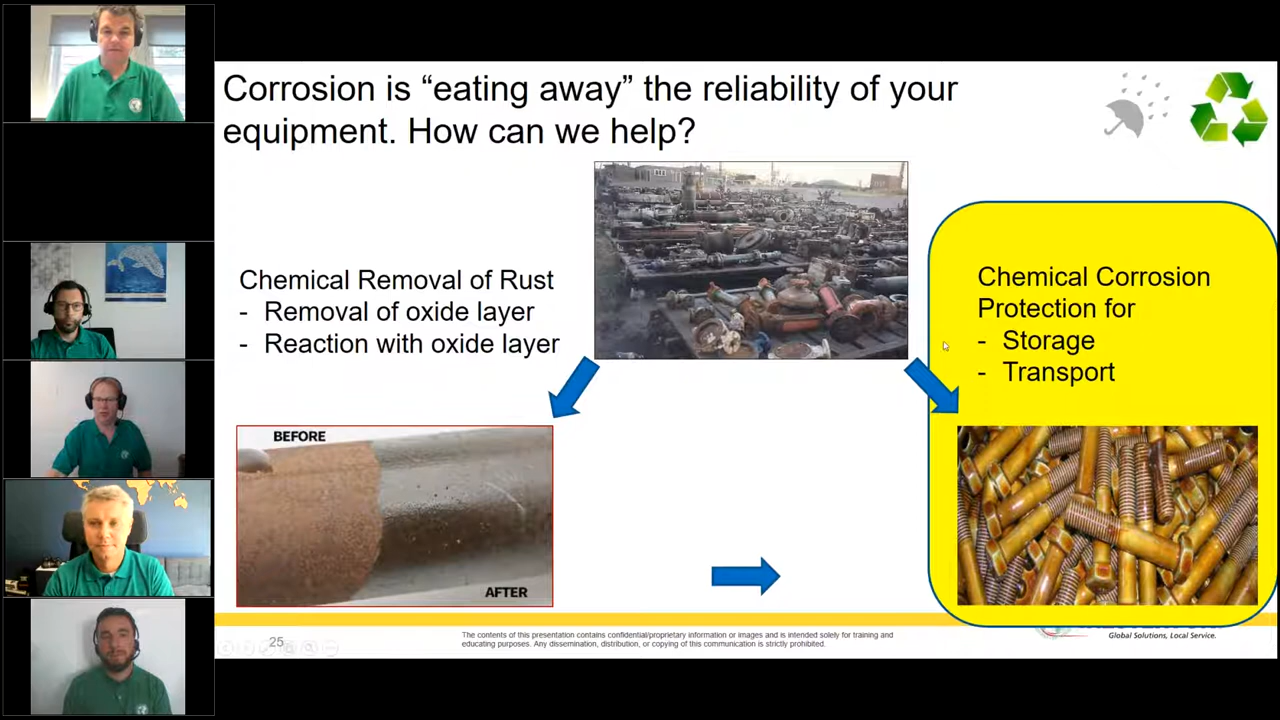 Corrosion is “eating away” the reliability of your
equipment. How can we help?
Chemical Removal of Rust
- Removal of oxide layer
- Reaction with oxide layer
Chemical Corrosion
Protection for
- Storage
- Transport
BEFORE
AFTER
25
The contents of this presentation contains confidential/proprietary information or images and is intended solely for training and
educating purposes. Any dissemination, distribution, or copying of this communication is strictly prohibited.
Global Solutions, Local Service.